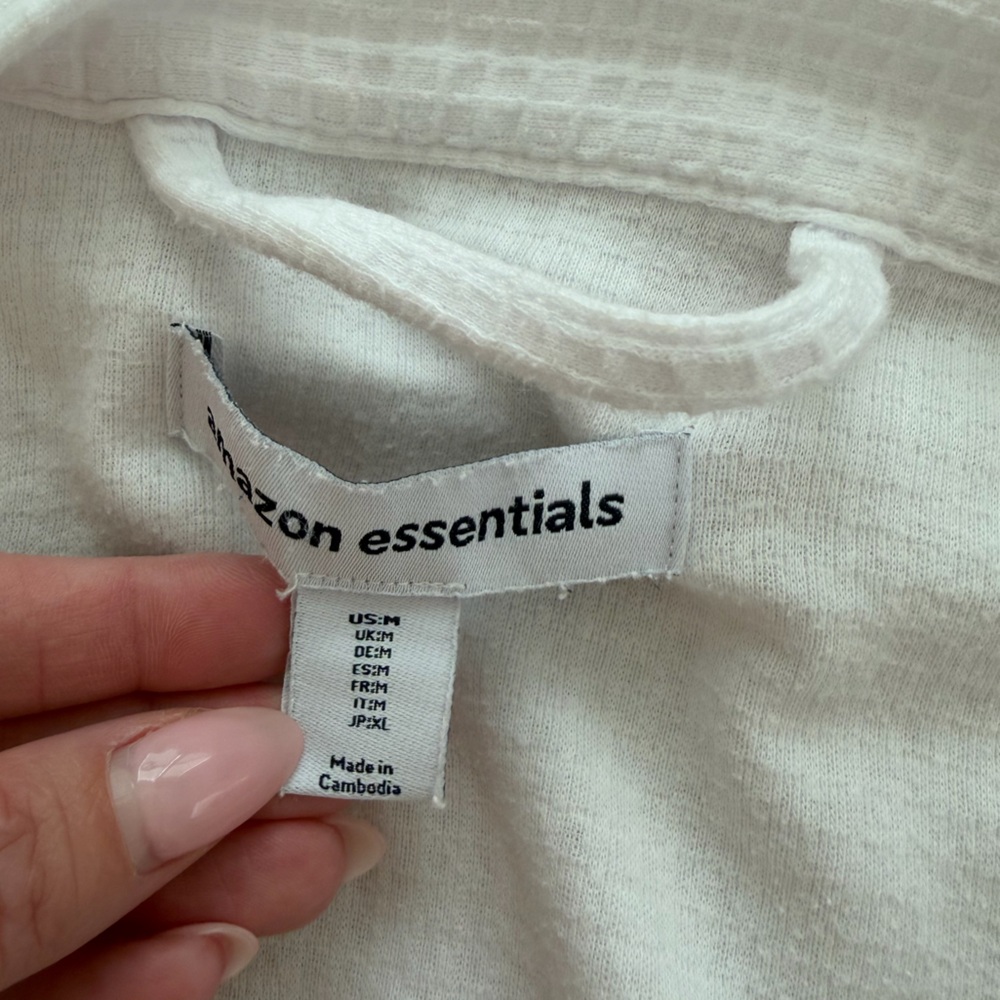 amazon essentials
US:M
UK:M
DE:M
ES:M
FR:M
IT:M
JP:XL
Made in
Cambodia